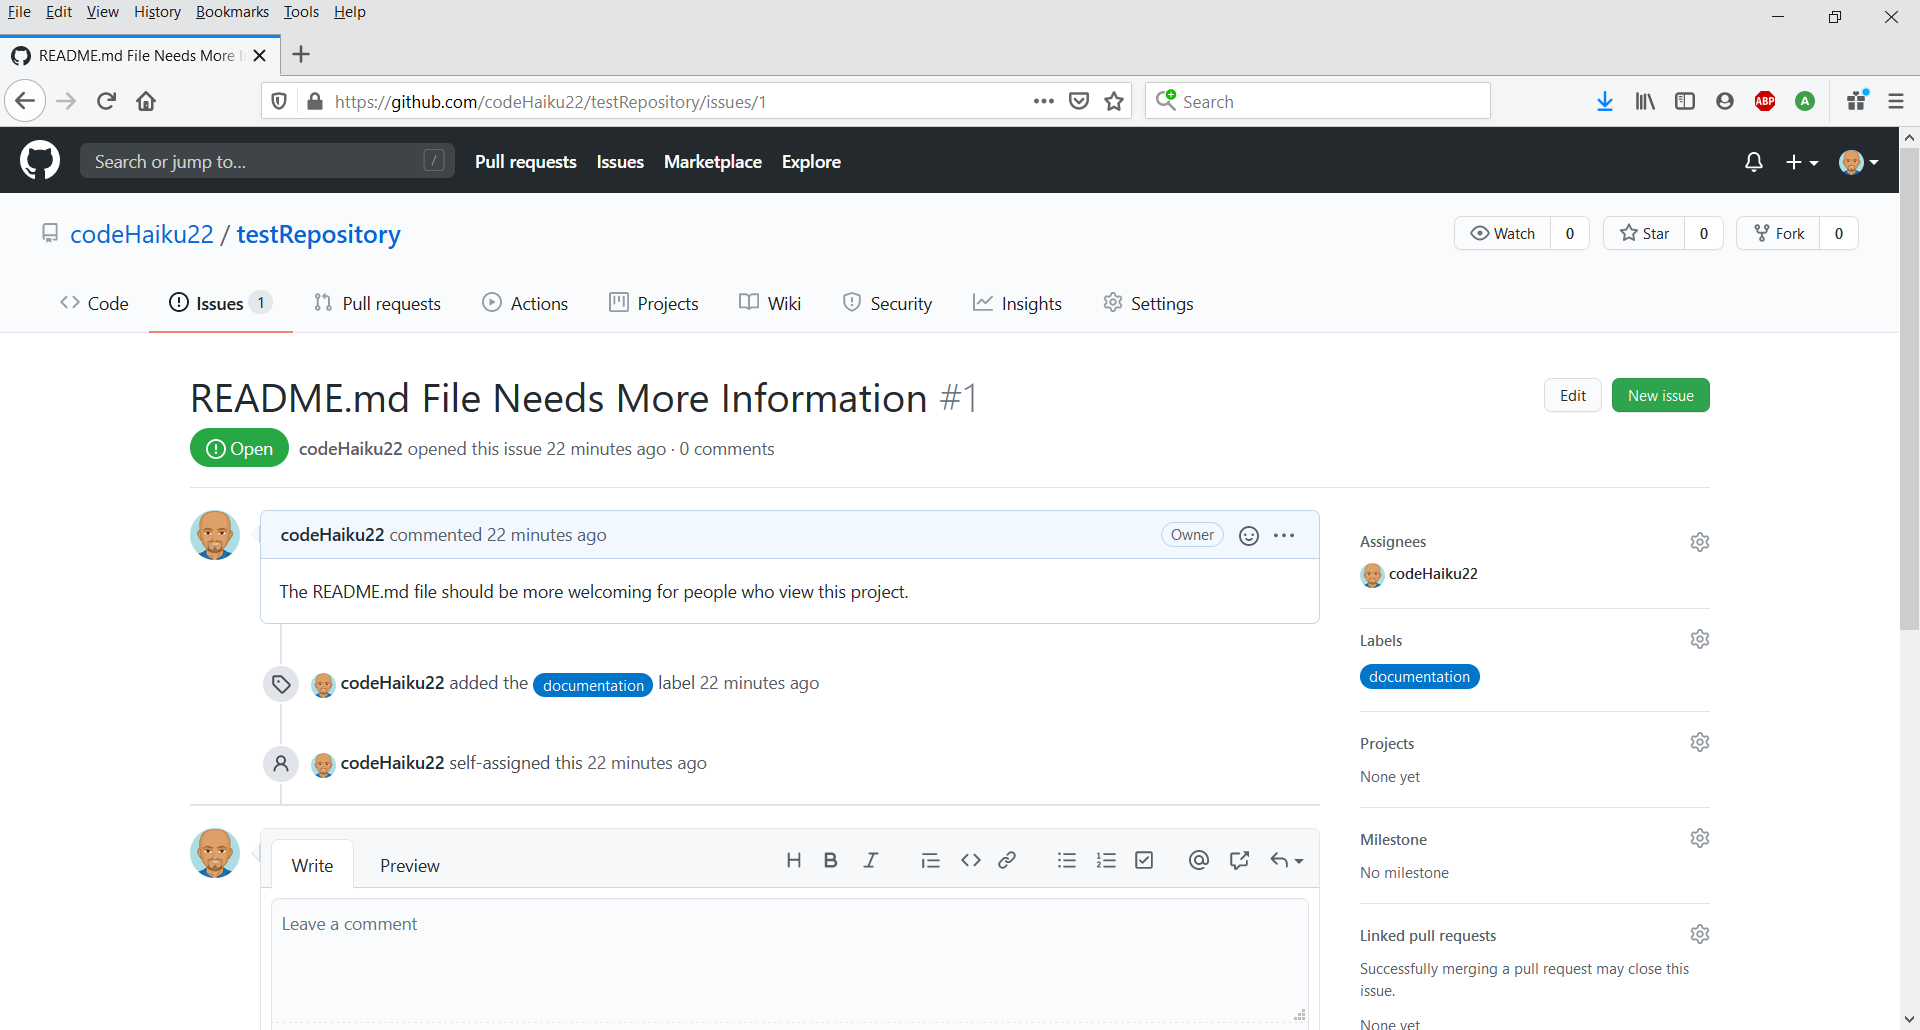 File Edit View History Bookmarks Tools Help
README.md File Needs More
https://github.com/codeHaiku22/testRepository/issues/1
Search
ABP
A
Search or jump to...
/
Pull requests Issues Marketplace Explore
codeHaiku22 / testRepository
Watch 0 Star 0 Fork 0
Code Issues 1 Pull requests Actions Projects Wiki Security Insights Settings
README.md File Needs More Information #1
Edit New issue
Open codeHaiku22 opened this issue 22 minutes ago · 0 comments
codeHaiku22 commented 22 minutes ago
Owner
The README.md file should be more welcoming for people who view this project.
codeHaiku22 added the documentation label 22 minutes ago
codeHaiku22 self-assigned this 22 minutes ago
Write Preview
Leave a comment
Assignees
codeHaiku22
Labels
documentation
Projects
None yet
Milestone
No milestone
Linked pull requests
Successfully merging a pull request may close this
issue.
None yet